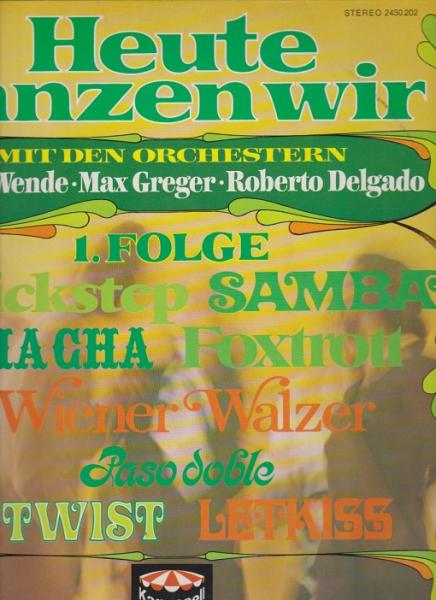 STEREO 2430 202
Heute
anzen wir
MIT DEN ORCHESTERN
Wende · Max Greger · Roberto Delgado
1. FOLGE
ickstep SAMBA
HA CHA Foxtrott
Wiener Walzer
Paso doble
TWIST LETKISS